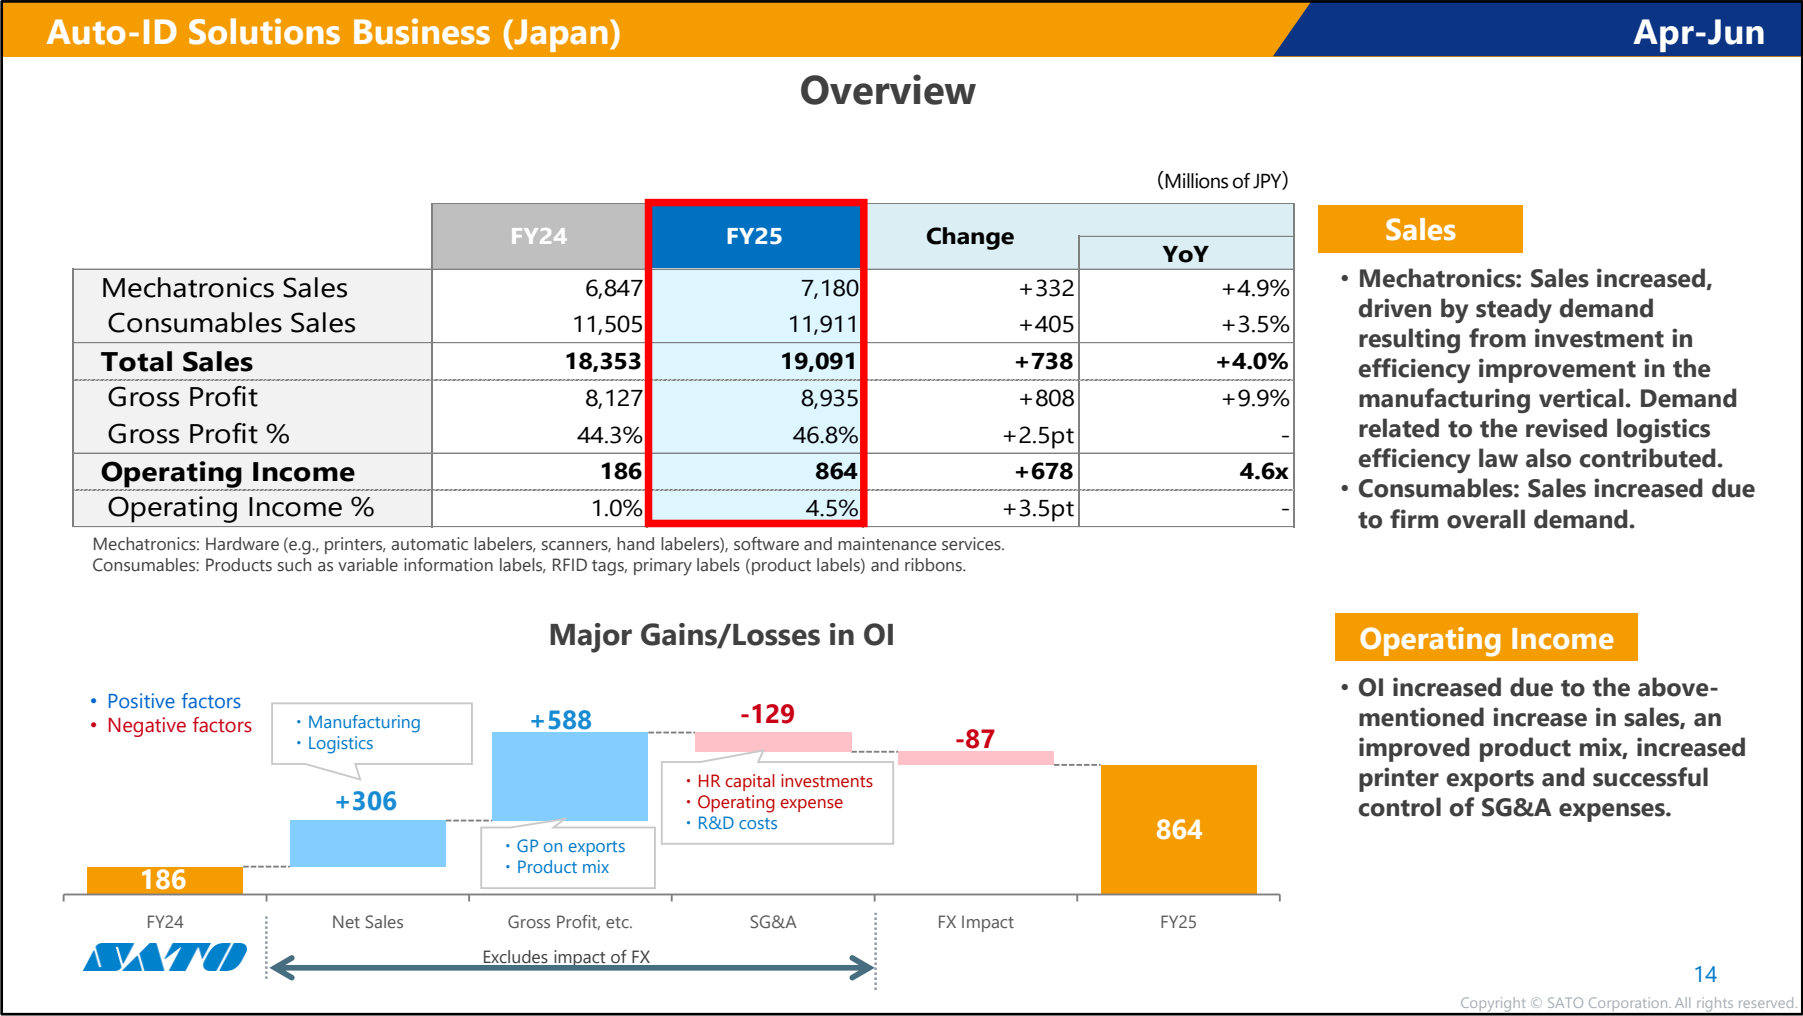 Auto-ID Solutions Business (Japan)
Apr-Jun
Overview
(Millions of JPY)
FY24 FY25 Change YoY
Mechatronics Sales 6,847 7,180 +332 +4.9%
Consumables Sales 11,505 11,911 +405 +3.5%
Total Sales 18,353 19,091 +738 +4.0%
Gross Profit 8,127 8,935 +808 +9.9%
Gross Profit % 44.3% 46.8% +2.5pt -
Operating Income 186 864 +678 4.6x
Operating Income % 1.0% 4.5% +3.5pt -
Mechatronics: Hardware (e.g., printers, automatic labelers, scanners, hand labelers), software and maintenance services.
Consumables: Products such as variable information labels, RFID tags, primary labels (product labels) and ribbons.
Sales
• Mechatronics: Sales increased,
driven by steady demand
resulting from investment in
efficiency improvement in the
manufacturing vertical. Demand
related to the revised logistics
efficiency law also contributed.
• Consumables: Sales increased due
to firm overall demand.
Major Gains/Losses in OI
• Positive factors
• Negative factors
・Manufacturing
・Logistics
+306
+588
・GP on exports
・Product mix
-129
・HR capital investments
・Operating expense
・R&D costs
-87
186
864
FY24 Net Sales Gross Profit, etc. SG&A FX Impact FY25
Excludes impact of FX
Operating Income
• OI increased due to the above-
mentioned increase in sales, an
improved product mix, increased
printer exports and successful
control of SG&A expenses.
SATO
14
Copyright © SATO Corporation. All rights reserved.